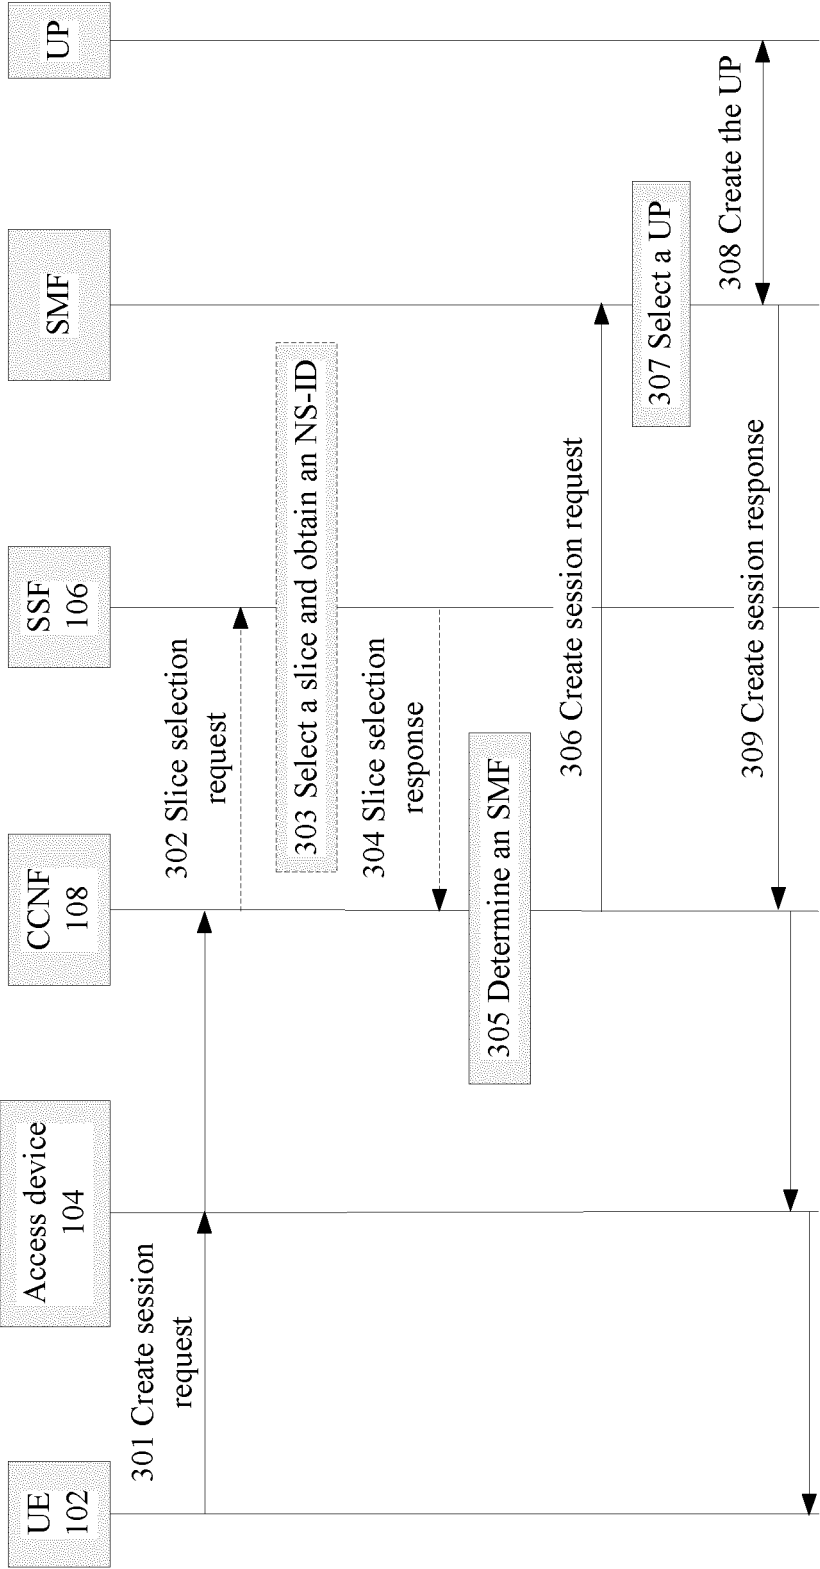 UE
102
Access device
104
CCNF
108
SSF
106
SMF
UP
301 Create session
request
302 Slice selection
request
303 Select a slice and obtain an NS-ID
304 Slice selection
response
305 Determine an SMF
306 Create session request
307 Select a UP
308 Create the UP
309 Create session response